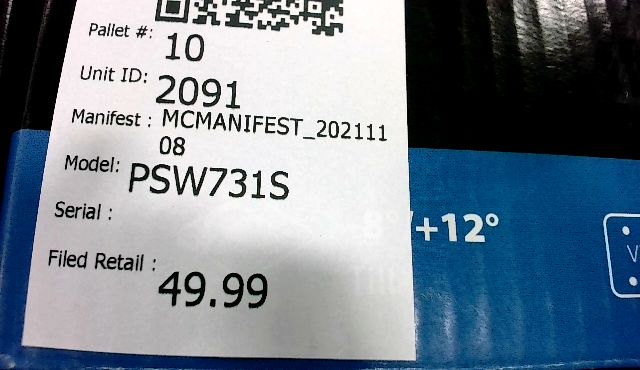 Pallet #: 10
Unit ID: 2091
Manifest : MCMANIFEST_202111
08
Model: PSW731S
Serial :
/+12°
Filed Retail : 49.99